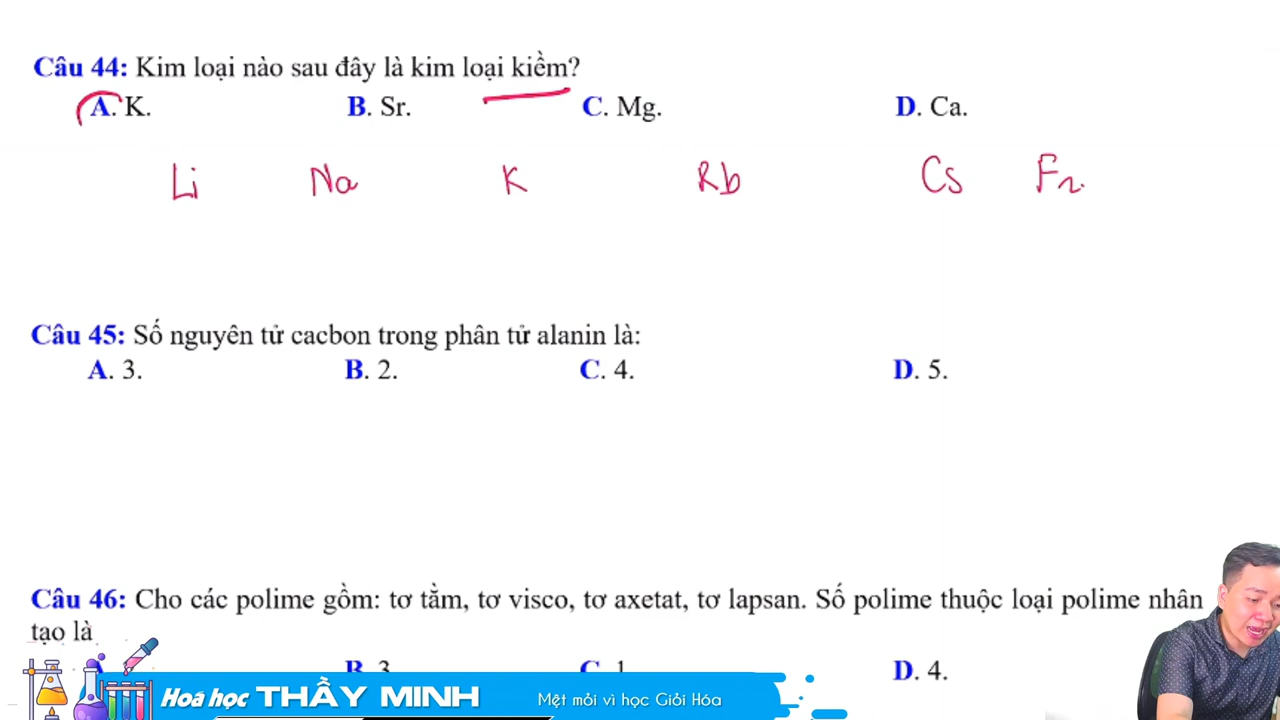 Câu 44: Kim loại nào sau đây là kim loại kiềm?
A. K. B. Sr. C. Mg. D. Ca.
Li Na K Rb Cs Fr.
Câu 45: Số nguyên tử cacbon trong phân tử alanin là:
A. 3. B. 2. C. 4. D. 5.
Câu 46: Cho các polime gồm: tơ tằm, tơ visco, tơ axetat, tơ lapsan. Số polime thuộc loại polime nhân
tạo là
B. 3 C. 1 D. 4.
Hoá học THẦY MINH Mệt mỏi vì học Giỏi Hóa